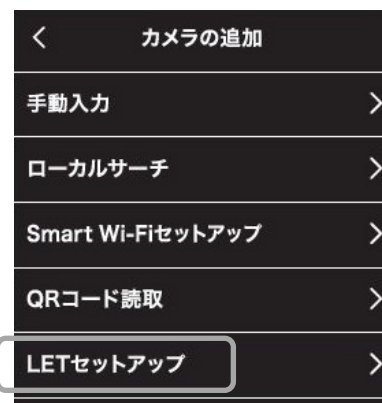 カメラの追加
手動入力
ローカルサーチ
Smart Wi-Fiセットアップ
QRコード読取
LETセットアップ